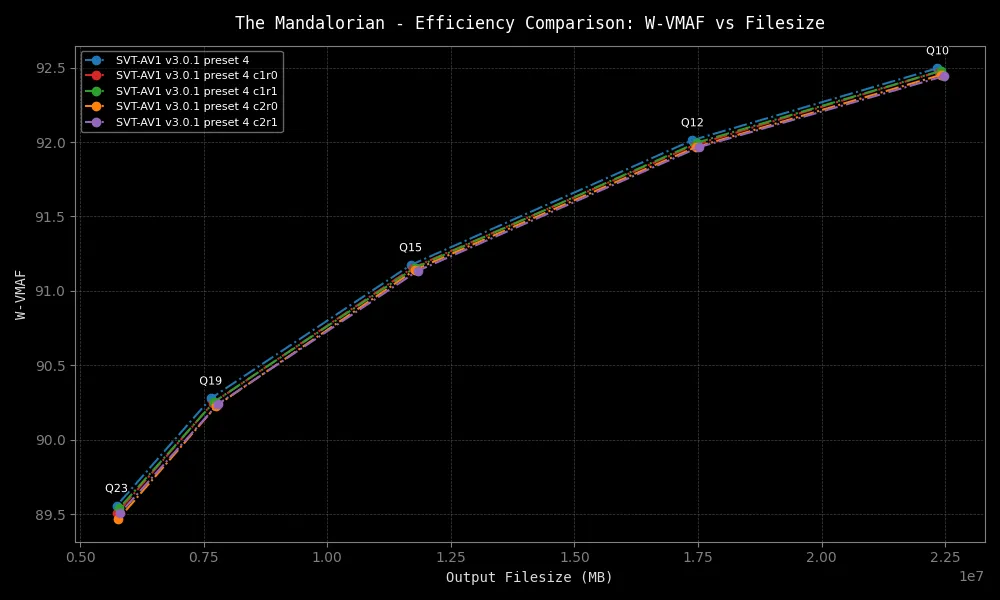 The Mandalorian - Efficiency Comparison: W-VMAF vs Filesize
SVT-AV1 v3.0.1 preset 4
SVT-AV1 v3.0.1 preset 4 c1r0
SVT-AV1 v3.0.1 preset 4 c1r1
SVT-AV1 v3.0.1 preset 4 c2r0
SVT-AV1 v3.0.1 preset 4 c2r1
Q10
Q12
Q15
Q19
Q23
92.5
92.0
91.5
91.0
90.5
90.0
89.5
W-VMAF
0.50 0.75 1.00 1.25 1.50 1.75 2.00 2.25
1e7
Output Filesize (MB)